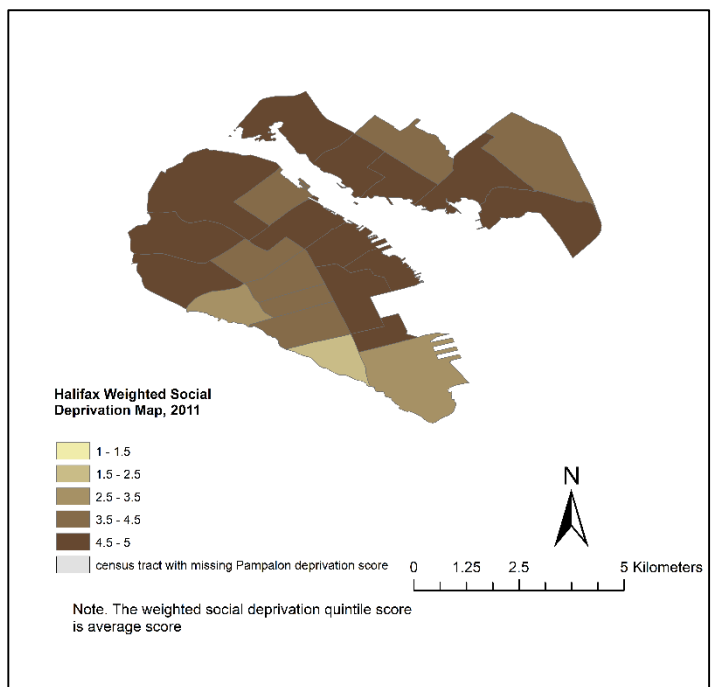 Halifax Weighted Social
Deprivation Map, 2011
1 - 1.5
1.5 - 2.5
2.5 - 3.5
3.5 - 4.5
4.5 - 5
census tract with missing Pampalon deprivation score
N
0 1.25 2.5 5 Kilometers
Note. The weighted social deprivation quintile score
is average score